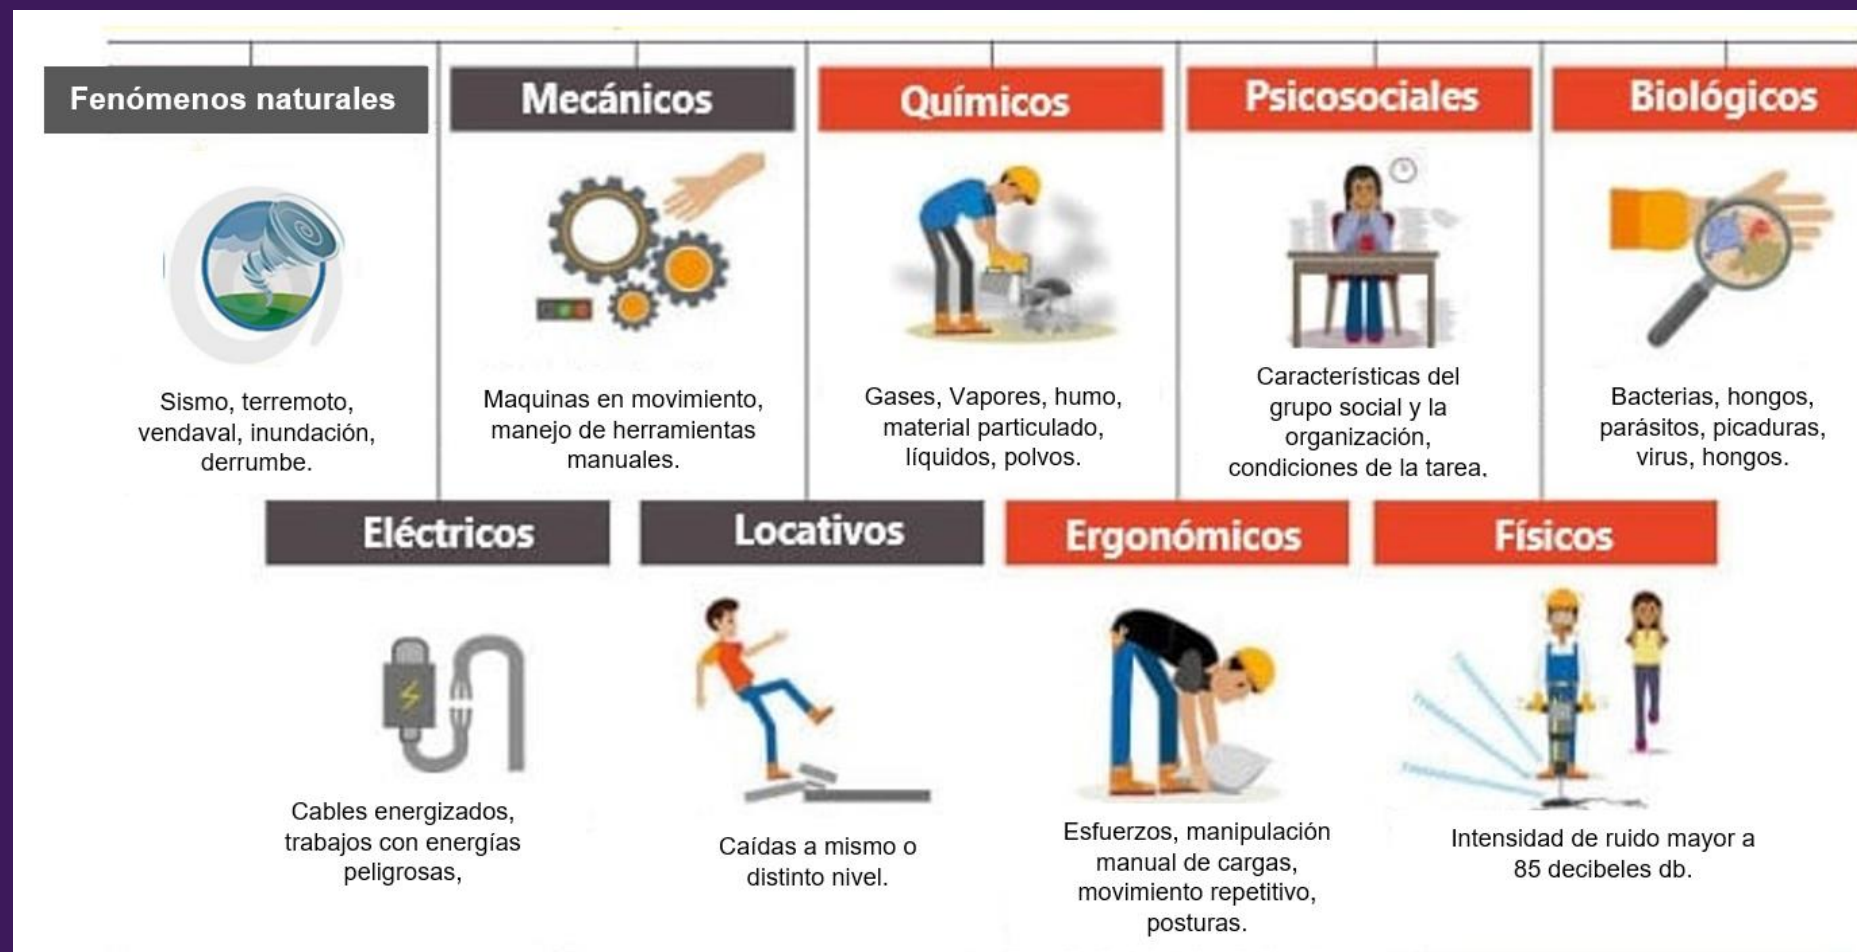 Fenómenos naturales
Mecánicos
Químicos
Psicosociales
Biológicos
Sismo, terremoto,
vendaval, inundación,
derrumbe.
Maquinas en movimiento,
manejo de herramientas
manuales.
Gases, Vapores, humo,
material particulado,
líquidos, polvos.
Características del
grupo social y la
organización,
condiciones de la tarea.
Bacterias, hongos,
parásitos, picaduras,
virus, hongos.
Eléctricos
Locativos
Ergonómicos
Físicos
Cables energizados,
trabajos con energías
peligrosas,
Caídas a mismo o
distinto nivel.
Esfuerzos, manipulación
manual de cargas,
movimiento repetitivo,
posturas.
Intensidad de ruido mayor a
85 decibeles db.